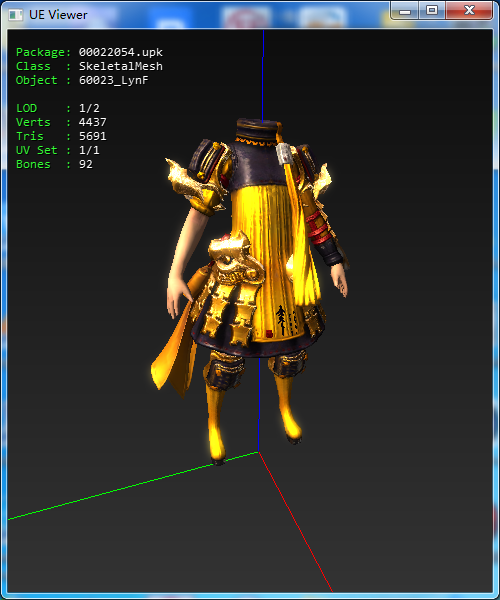 UE Viewer
Package: 00022054.upk
Class : SkeletalMesh
Object : 60023_LynF
LOD : 1/2
Verts : 4437
Tris : 5691
UV Set : 1/1
Bones : 92